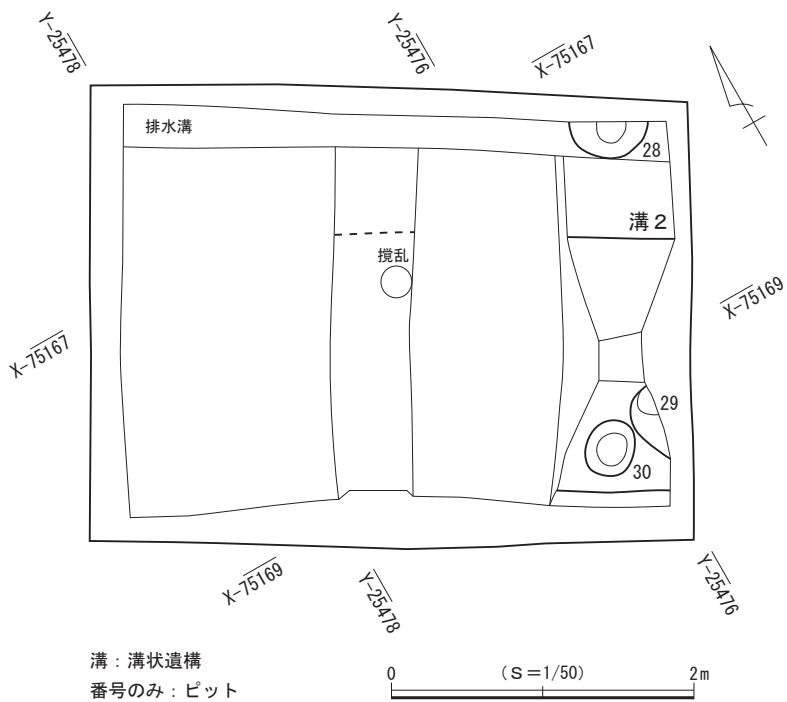 Y-25478
Y-25476
X-75167
排水溝
28
溝2
撹乱
X-75169
X-75167
29
30
X-75169
Y-25478
Y-25476
溝：溝状遺構
番号のみ：ピット
0 （S＝1/50） 2m